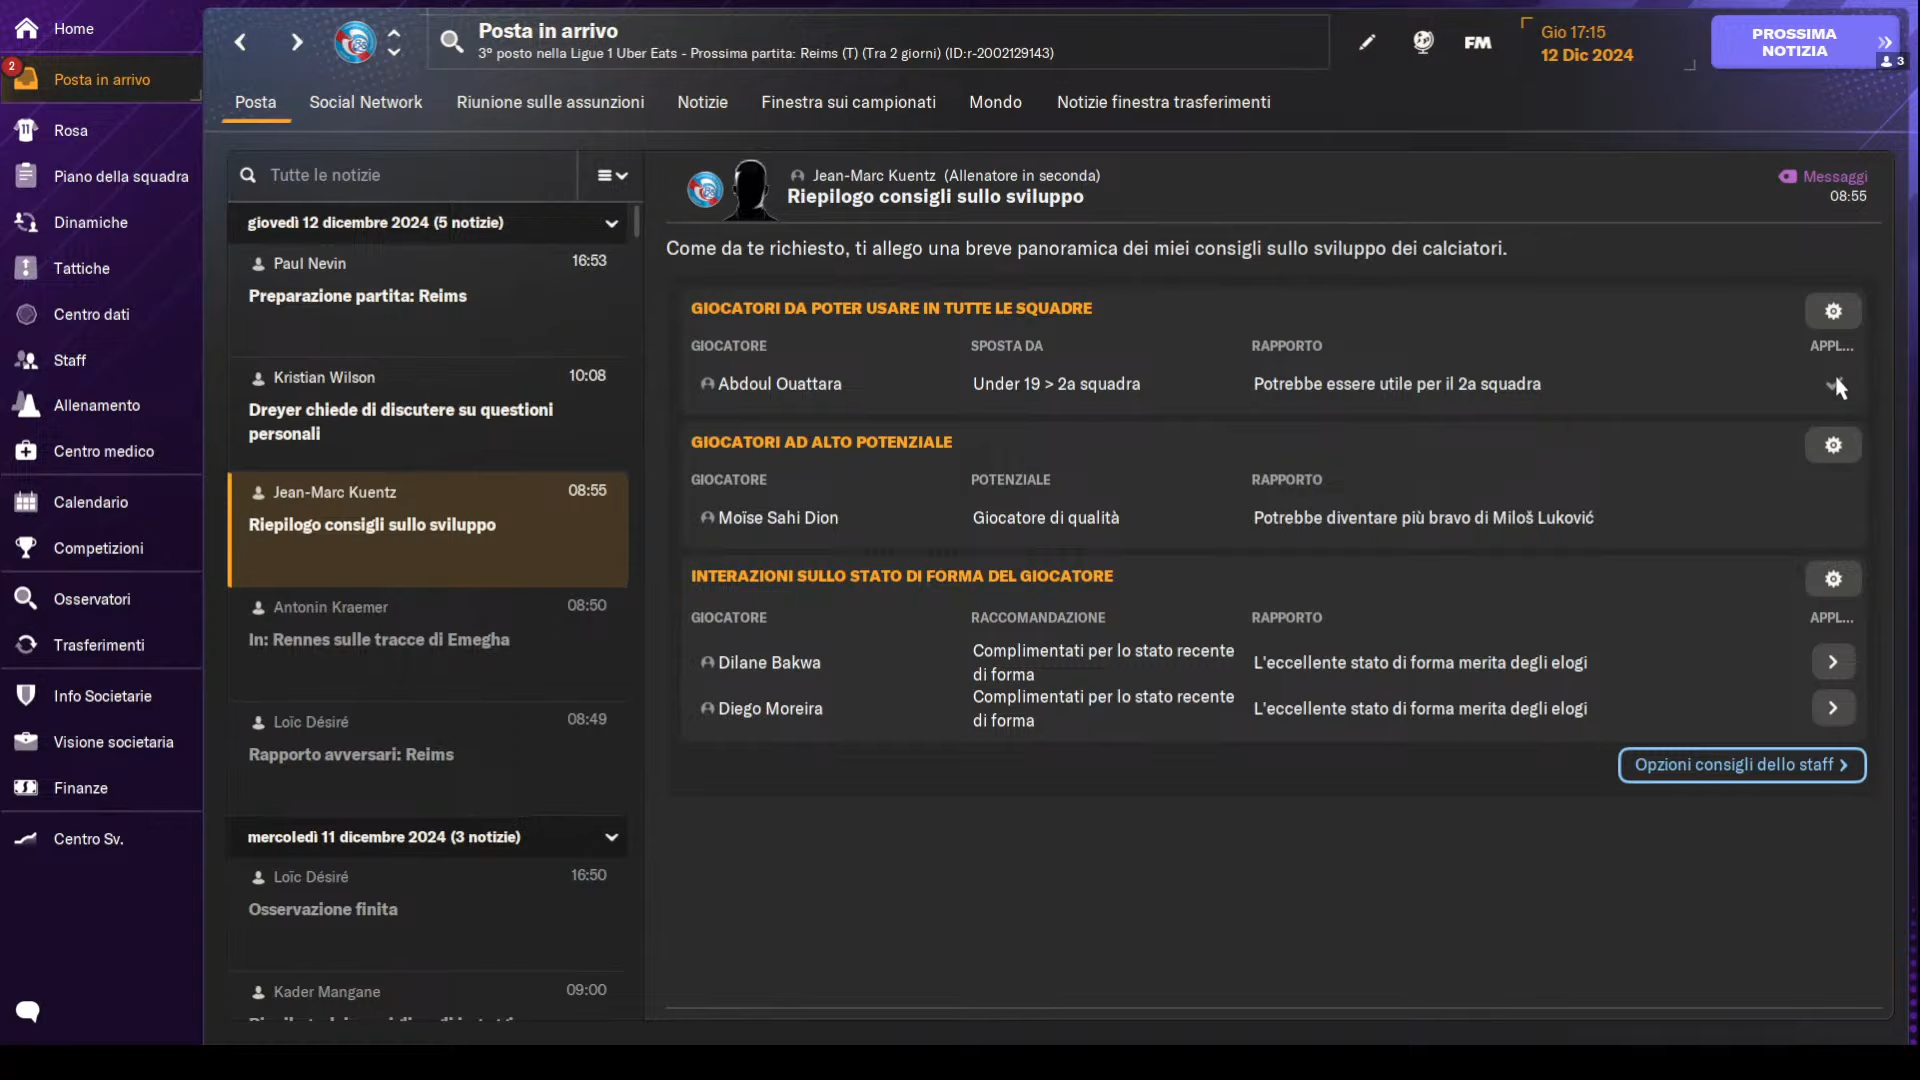 Home
2
Posta in arrivo
Rosa
Piano della squadra
Dinamiche
Tattiche
Centro dati
Staff
Allenamento
Centro medico
Calendario
Competizioni
Osservatori
Trasferimenti
Info Societarie
Visione societaria
Finanze
Centro Sv.
Posta in arrivo
3° posto nella Ligue 1 Uber Eats - Prossima partita: Reims (T) (Tra 2 giorni) (ID:r-2002129143)
FM
Gio 17:15
12 Dic 2024
PROSSIMA
NOTIZIA
3
Posta
Social Network
Riunione sulle assunzioni
Notizie
Finestra sui campionati
Mondo
Notizie finestra trasferimenti
Tutte le notizie
giovedì 12 dicembre 2024 (5 notizie)
Paul Nevin 16:53
Preparazione partita: Reims
Kristian Wilson 10:08
Dreyer chiede di discutere su questioni
personali
Jean-Marc Kuentz 08:55
Riepilogo consigli sullo sviluppo
Antonin Kraemer 08:50
In: Rennes sulle tracce di Emegha
Loïc Désiré 08:49
Rapporto avversari: Reims
mercoledì 11 dicembre 2024 (3 notizie)
Loïc Désiré 16:50
Osservazione finita
Kader Mangane 09:00
Jean-Marc Kuentz (Allenatore in seconda)
Riepilogo consigli sullo sviluppo
Messaggi
08:55
Come da te richiesto, ti allego una breve panoramica dei miei consigli sullo sviluppo dei calciatori.
GIOCATORI DA POTER USARE IN TUTTE LE SQUADRE
GIOCATORE SPOSTA DA RAPPORTO APPL...
Abdoul Ouattara Under 19 > 2a squadra Potrebbe essere utile per il 2a squadra
GIOCATORI AD ALTO POTENZIALE
GIOCATORE POTENZIALE RAPPORTO
Moïse Sahi Dion Giocatore di qualità Potrebbe diventare più bravo di Miloš Luković
INTERAZIONI SULLO STATO DI FORMA DEL GIOCATORE
GIOCATORE RACCOMANDAZIONE RAPPORTO APPL...
Dilane Bakwa Complimentati per lo stato recente
di forma L'eccellente stato di forma merita degli elogi
Diego Moreira Complimentati per lo stato recente
di forma L'eccellente stato di forma merita degli elogi
Opzioni consigli dello staff >